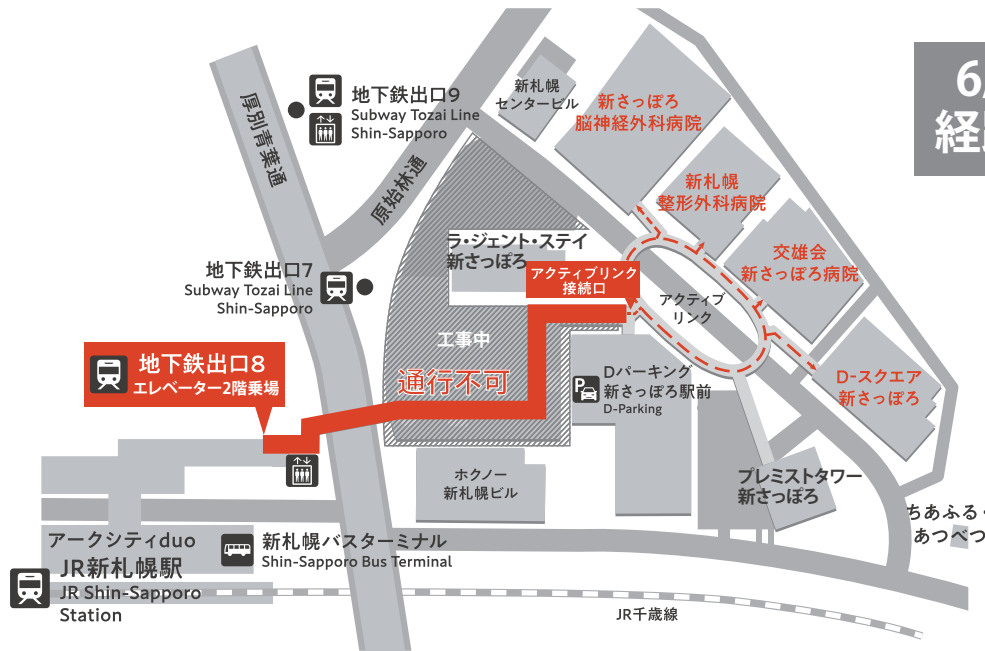 新札幌
センタービル
新さっぽろ
脳神経外科病院
地下鉄出口9
Subway Tozai Line
Shin-Sapporo
厚別青葉通
原始林通
新札幌
整形外科病院
交雄会
新さっぽろ病院
ラ・ジェント・ステイ
新さっぽろ
アクティブリンク
接続口
アクティブ
リンク
地下鉄出口7
Subway Tozai Line
Shin-Sapporo
工事中
通行不可
地下鉄出口8
エレベーター2階乗場
P
Dパーキング
新さっぽろ駅前
D-Parking
D-スクエア
新さっぽろ
ホクノー
新札幌ビル
プレミストタワー
新さっぽろ
ちあふる
あつべつ
アークシティduo
JR新札幌駅
JR Shin-Sapporo
Station
新札幌バスターミナル
Shin-Sapporo Bus Terminal
JR千歳線
6
経